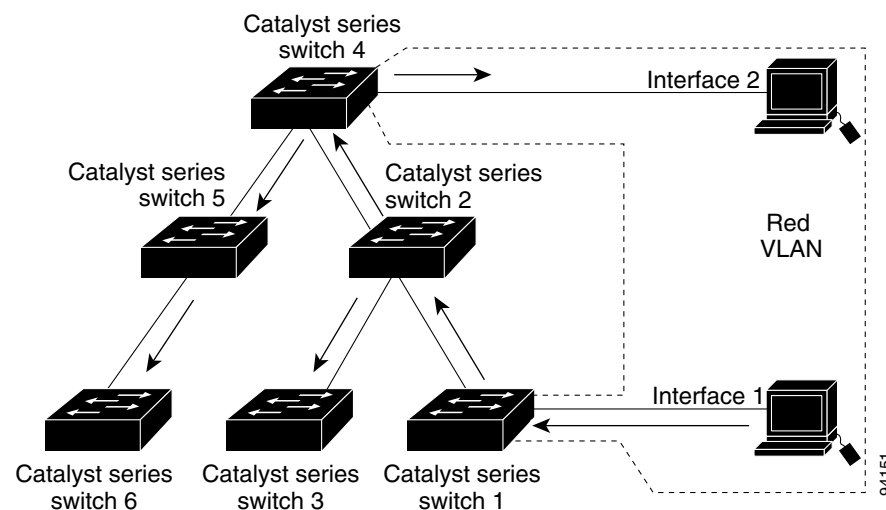 Catalyst series
switch 4
Interface 2
Catalyst series
switch 5
Catalyst series
switch 2
Red
VLAN
Interface 1
Catalyst series
switch 6
Catalyst series
switch 3
Catalyst series
switch 1
94151